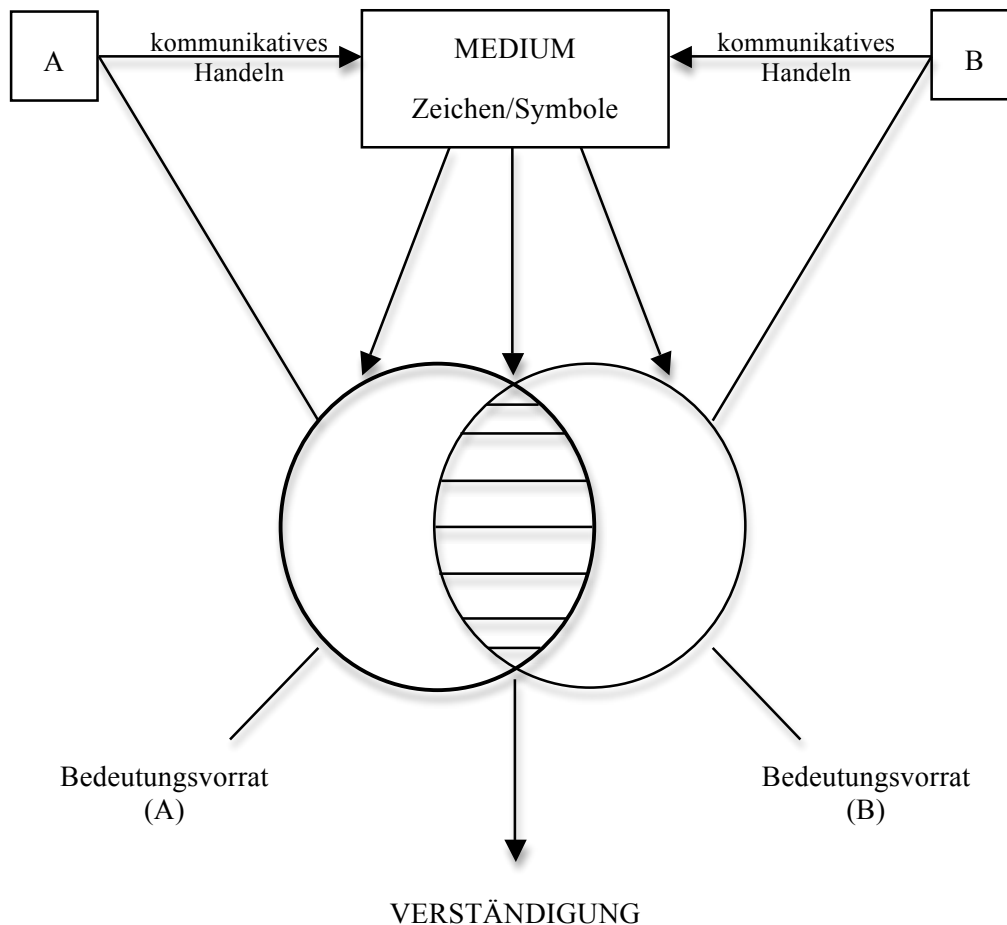 A
kommunikatives
Handeln
MEDIUM
Zeichen/Symbole
kommunikatives
Handeln
B
Bedeutungsvorrat
(A)
Bedeutungsvorrat
(B)
VERSTÄNDIGUNG